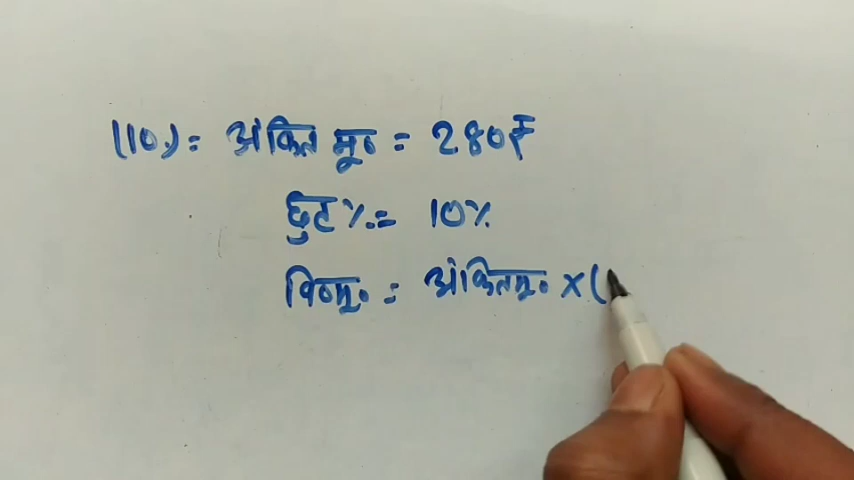 (10.)= अंकित मू० = 280₹
छुट%.= 10%
वि०मू० = अंकितमू० ×(